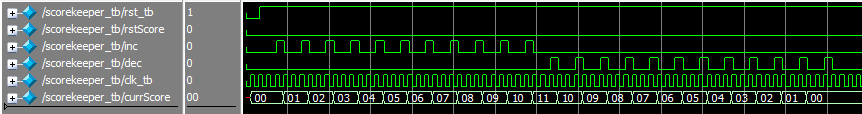 /scorekeeper_tb/rst_tb 1
/scorekeeper_tb/rstScore 0
/scorekeeper_tb/inc 0
/scorekeeper_tb/dec 0
/scorekeeper_tb/clk_tb 0
/scorekeeper_tb/currScore 00 00 01 02 03 04 05 06 07 08 09 10 11 10 09 08 07 06 05 04 03 02 01 00